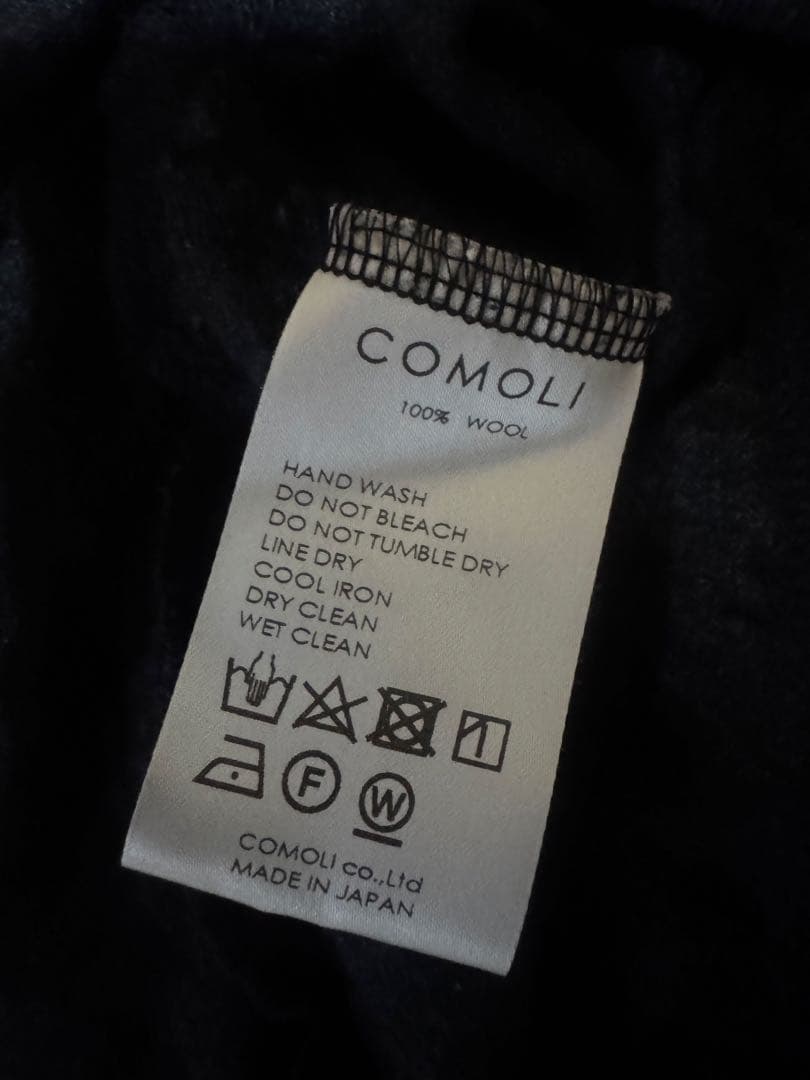 COMOLI
100% WOOL
HAND WASH
DO NOT BLEACH
DO NOT TUMBLE DRY
LINE DRY
COOL IRON
DRY CLEAN
WET CLEAN
F
W
COMOLI co.,Ltd
MADE IN JAPAN